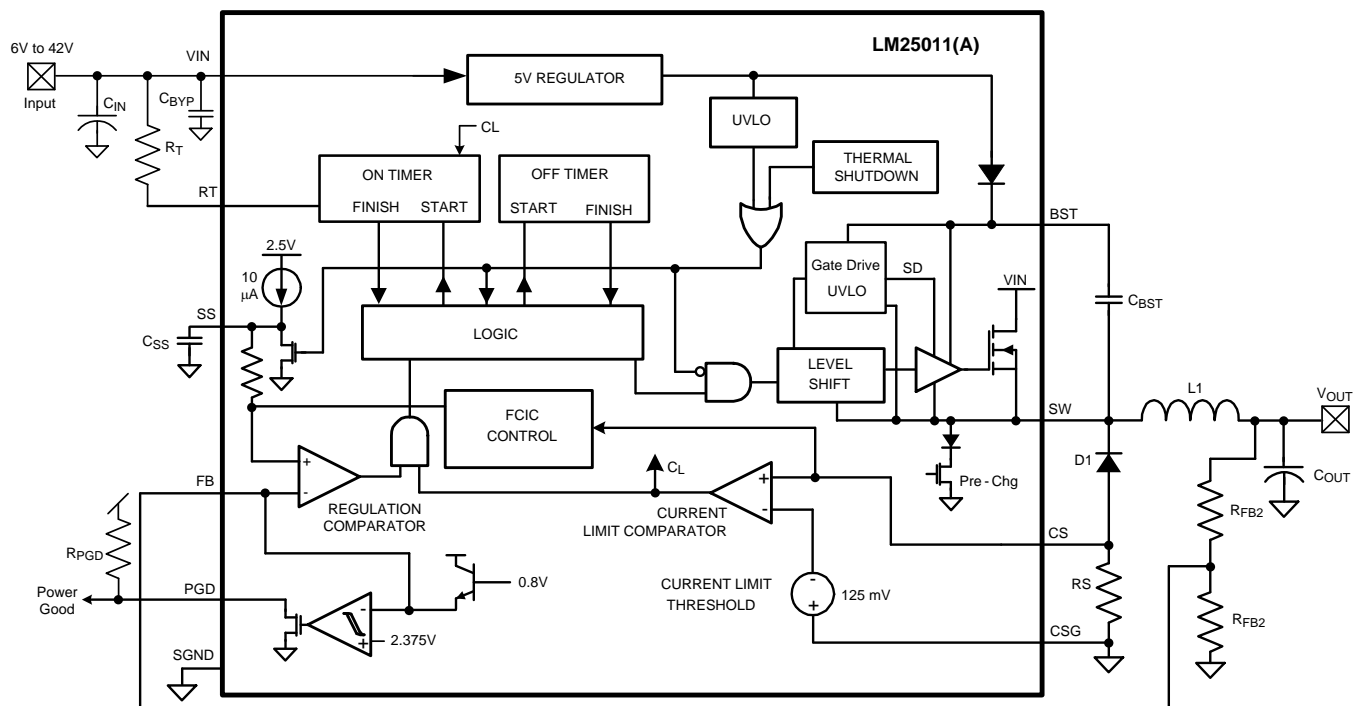 LM25011(A)
6V to 42V
Input
VIN
CIN
CBYP
RT
RT
5V REGULATOR
UVLO
THERMAL
SHUTDOWN
CL
ON TIMER
FINISH START
OFF TIMER
START FINISH
2.5V
10
μA
SS
CSS
LOGIC
Gate Drive
UVLO
SD
VIN
BST
CBST
LEVEL
SHIFT
SW
L1
VOUT
FCIC
CONTROL
+
-
REGULATION
COMPARATOR
FB
CL
+
-
CURRENT
LIMIT COMPARATOR
Pre - Chg
D1
COUT
RFB2
CS
RS
RFB2
CSG
CURRENT LIMIT
THRESHOLD
-
+
125 mV
RPGD
Power
Good
PGD
-
+
0.8V
2.375V
SGND